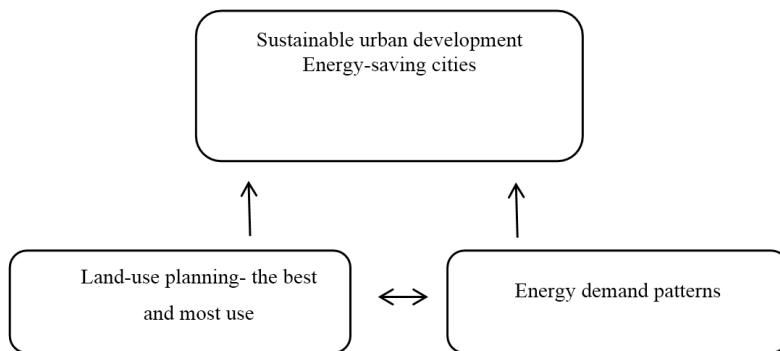 Sustainable urban development
Energy-saving cities
Land-use planning- the best
and most use
Energy demand patterns